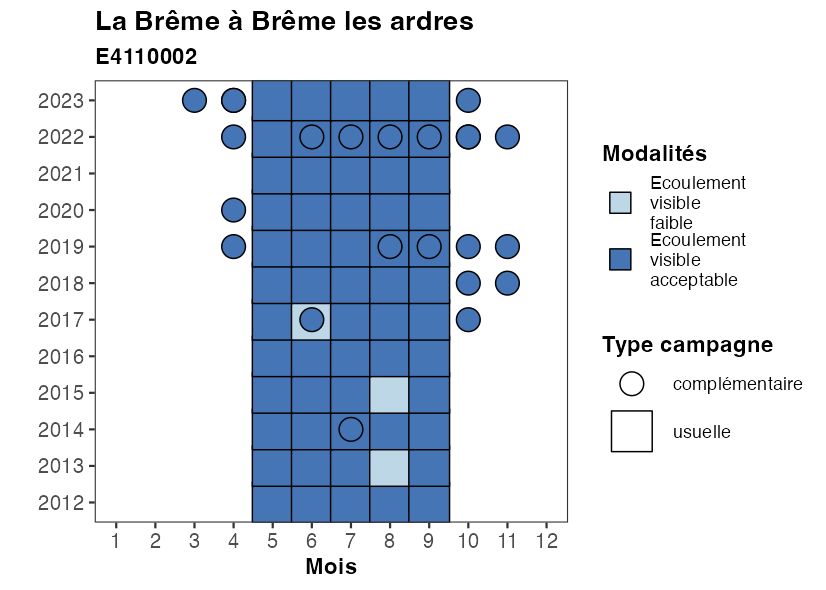 La Brême à Brême les ardres
E4110002
2023
2022
2021
2020
2019
2018
2017
2016
2015
2014
2013
2012
1 2 3 4 5 6 7 8 9 10 11 12
Mois
Modalités
Ecoulement
visible
faible
Ecoulement
visible
acceptable
Type campagne
complémentaire
usuelle